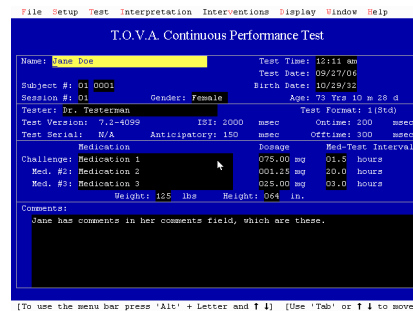 File Setup Test Interpretation Interventions Display Window Help
T.O.V.A. Continuous Performance Test
Name: Jane Doe Test Time: 12:11 am
Test Date: 09/27/06
Subject #: 01 0001 Birth Date: 10/29/32
Session #: 01 Gender: Female Age: 73 Yrs 10 m 28 d
Tester: Dr. Testerman Test Format: 1(Std)
Test Version: 7.2-4099 ISI: 2000 msec Ontime: 200 msec
Test Serial: N/A Anticipatory: 150 msec Offtime: 300 msec
Medication Dosage Med-Test Interval
Challenge: Medication 1 075.00 mg 01.5 hours
Med. #2: Medication 2 001.25 mg 20.0 hours
Med. #3: Medication 3 025.00 mg 03.0 hours
Weight: 125 lbs Height: 064 in.
Comments:
Jane has comments in her comments field, which are these.
[To use the menu bar press 'Alt' + Letter and ↑↓] [Use 'Tab' or ↑↓ to move